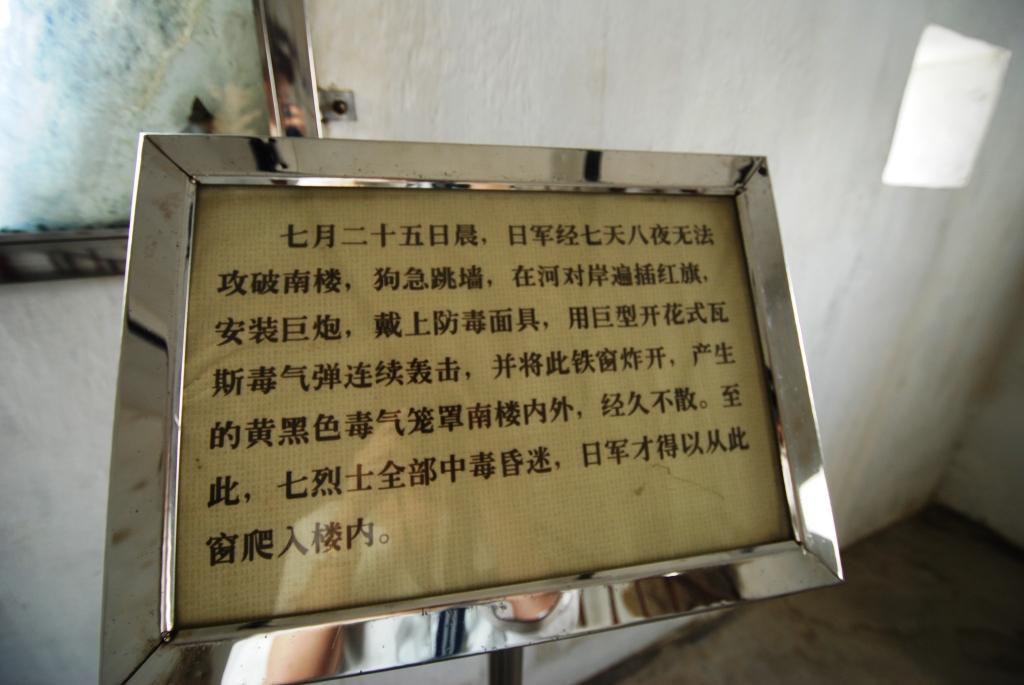 七月二十五日晨，日军经七天八夜无法
攻破南楼，狗急跳墙，在河对岸遍插红旗，
安装巨炮，戴上防毒面具，用巨型开花式瓦
斯毒气弹连续轰击，并将此铁窗炸开，产生
的黄黑色毒气笼罩南楼内外，经久不散。至
此，七烈士全部中毒昏迷，日军才得以从此
窗爬入楼内。